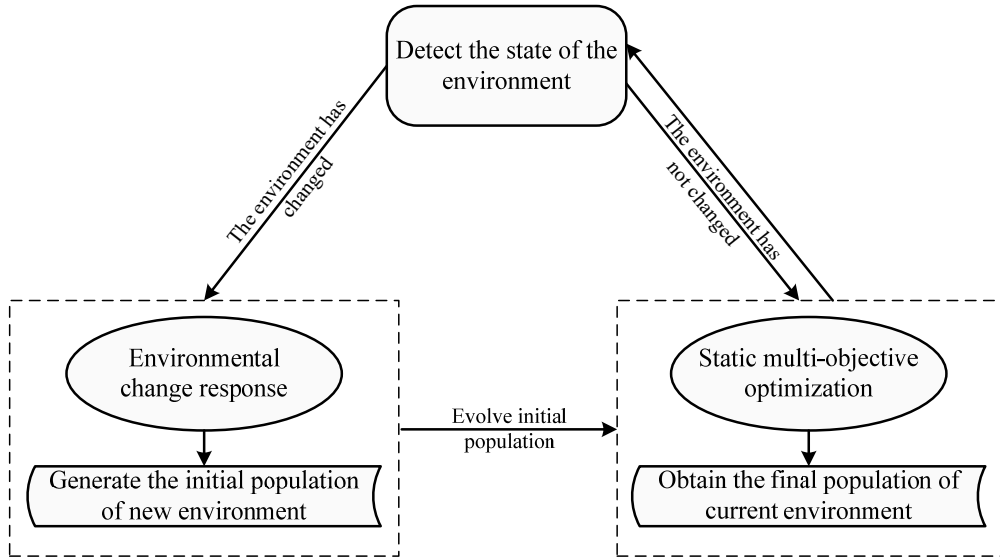 Detect the state of the
environment
The environment has
changed
The environment has
not changed
Environmental
change response
Generate the initial population
of new environment
Evolve initial
population
Static multi-objective
optimization
Obtain the final population of
current environment